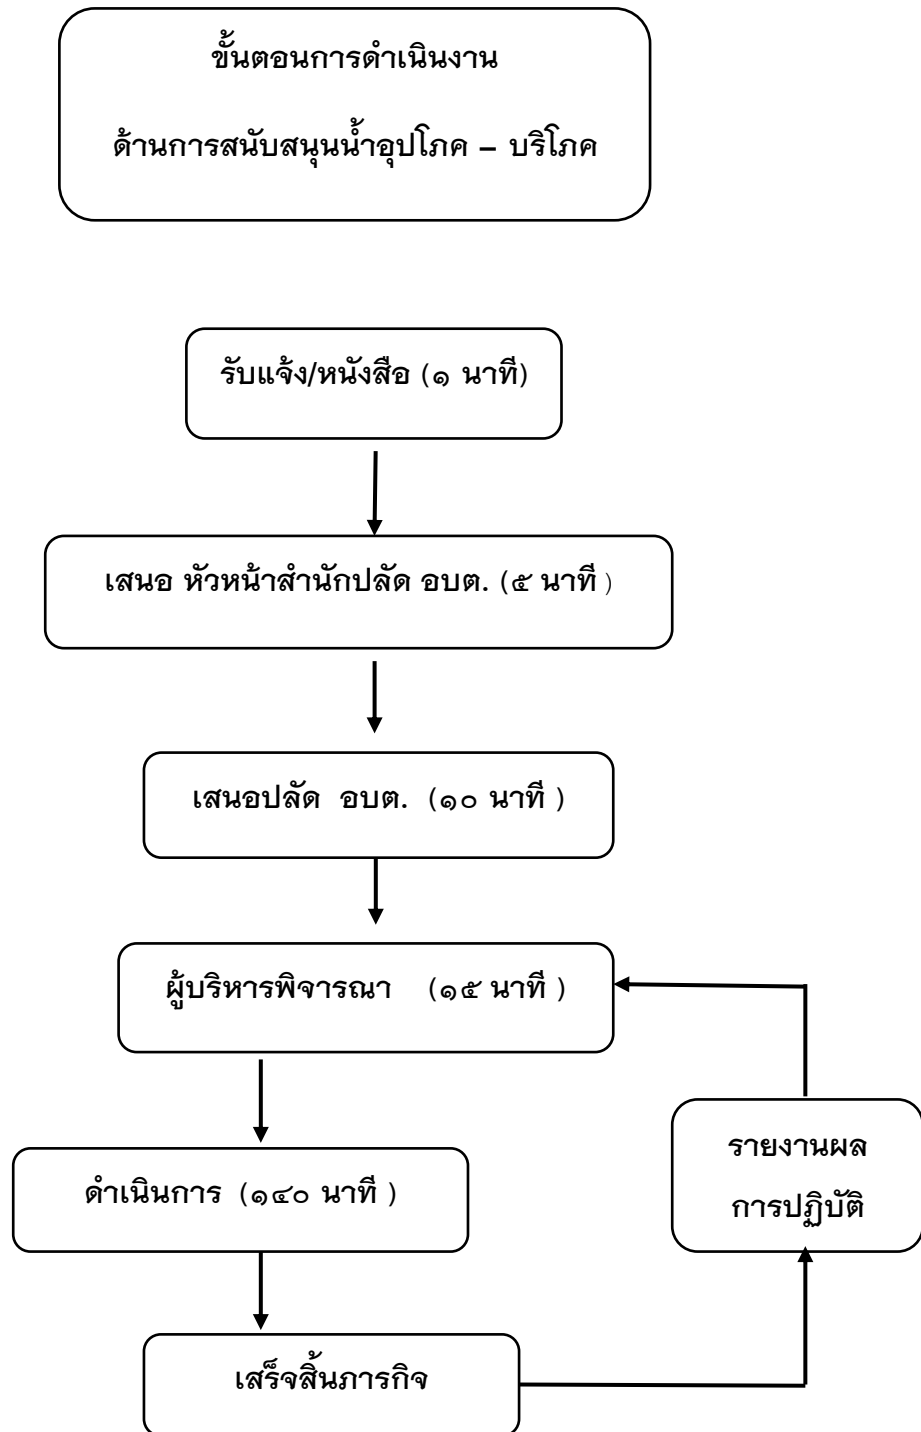 ขั้นตอนการดำเนินงาน
ด้านการสนับสนุนน้ำอุปโภค – บริโภค
รับแจ้ง/หนังสือ (๑ นาที)
เสนอ หัวหน้าสำนักปลัด อบต. (๕ นาที )
เสนอปลัด อบต. (๑๐ นาที )
ผู้บริหารพิจารณา (๑๕ นาที )
ดำเนินการ (๑๔๐ นาที )
รายงานผล
การปฏิบัติ
เสร็จสิ้นภารกิจ